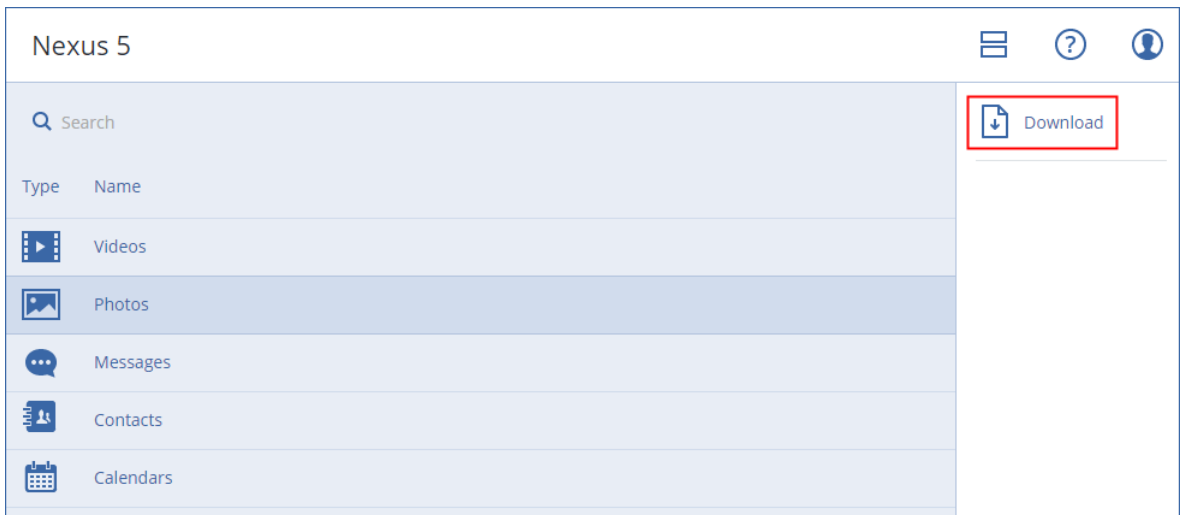 Nexus 5
?
Search
Download
Type Name
Videos
Photos
Messages
Contacts
Calendars